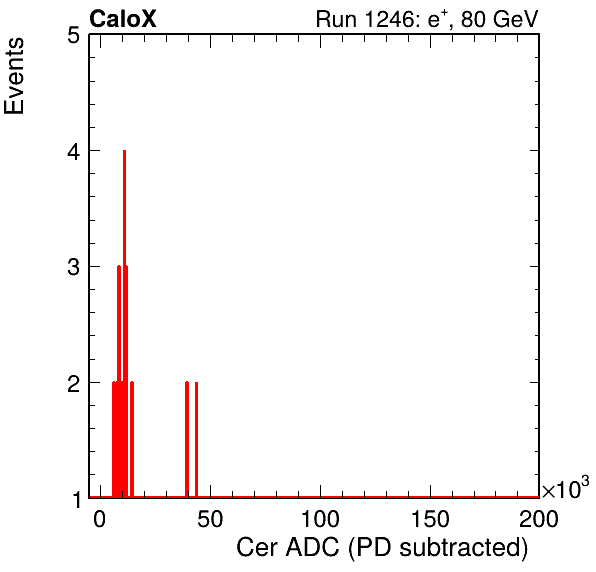 CaloX Run 1246: e⁺, 80 GeV
Events
5
4
3
2
1
0 50 100 150 200
×10³
Cer ADC (PD subtracted)